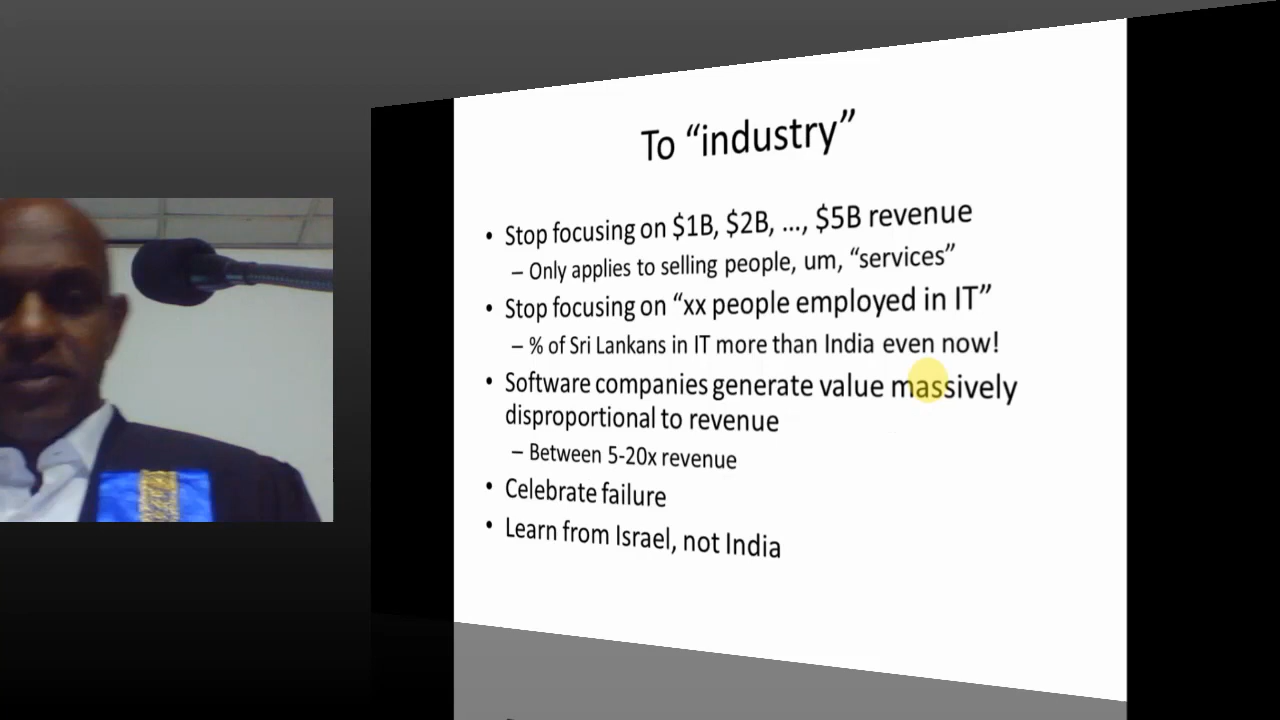 To “industry”
• Stop focusing on $1B, $2B, ..., $5B revenue
– Only applies to selling people, um, “services”
• Stop focusing on “xx people employed in IT”
– % of Sri Lankans in IT more than India even now!
• Software companies generate value massively
disproportional to revenue
– Between 5-20x revenue
• Celebrate failure
• Learn from Israel, not India